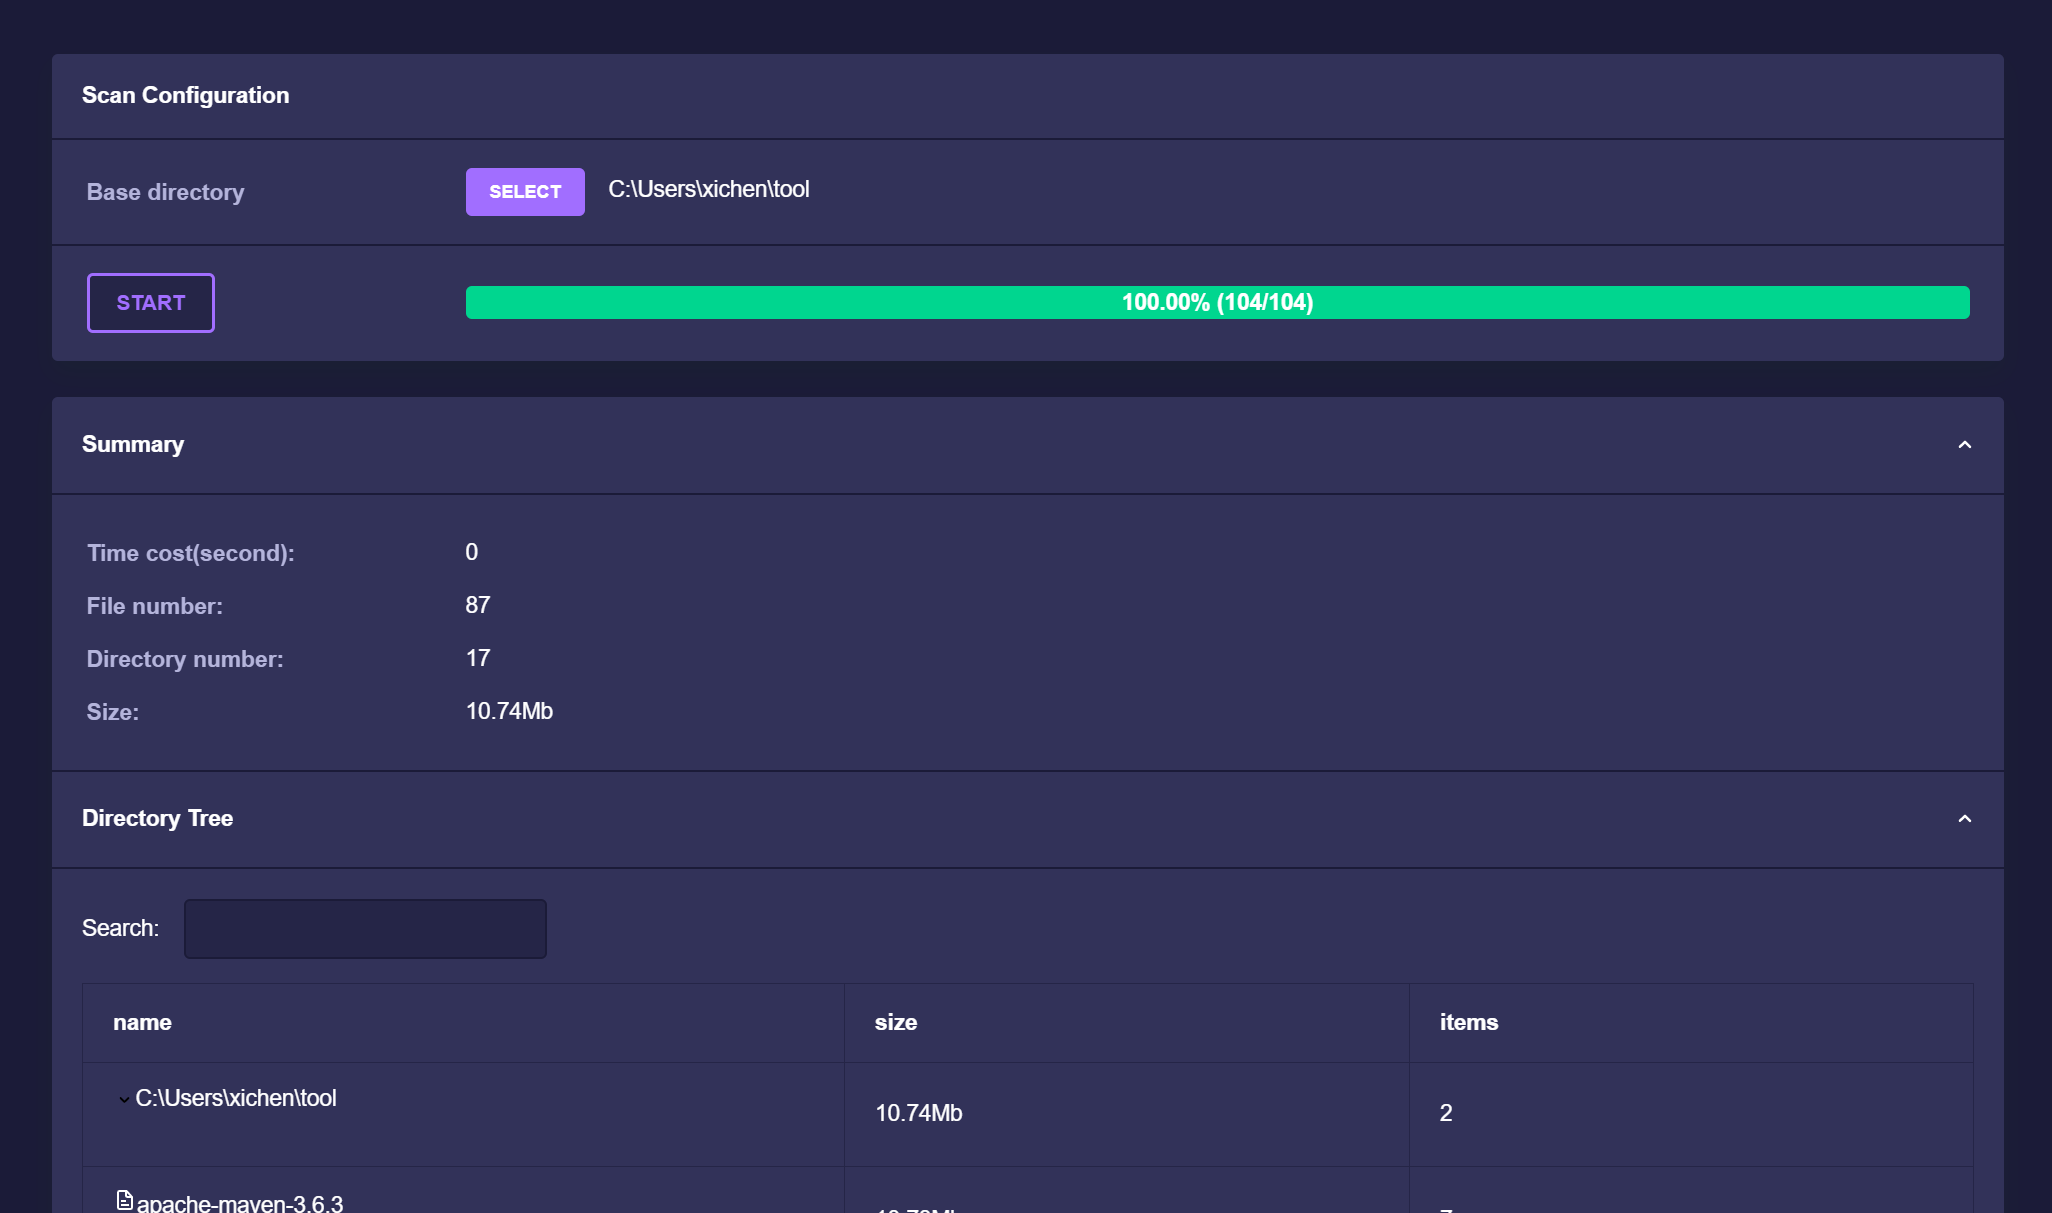 Scan Configuration
Base directory SELECT C:\Users\xichen\tool
START 100.00% (104/104)
Summary
Time cost(second): 0
File number: 87
Directory number: 17
Size: 10.74Mb
Directory Tree
Search:
name size items
C:\Users\xichen\tool 10.74Mb 2
apache-maven-3.6.3